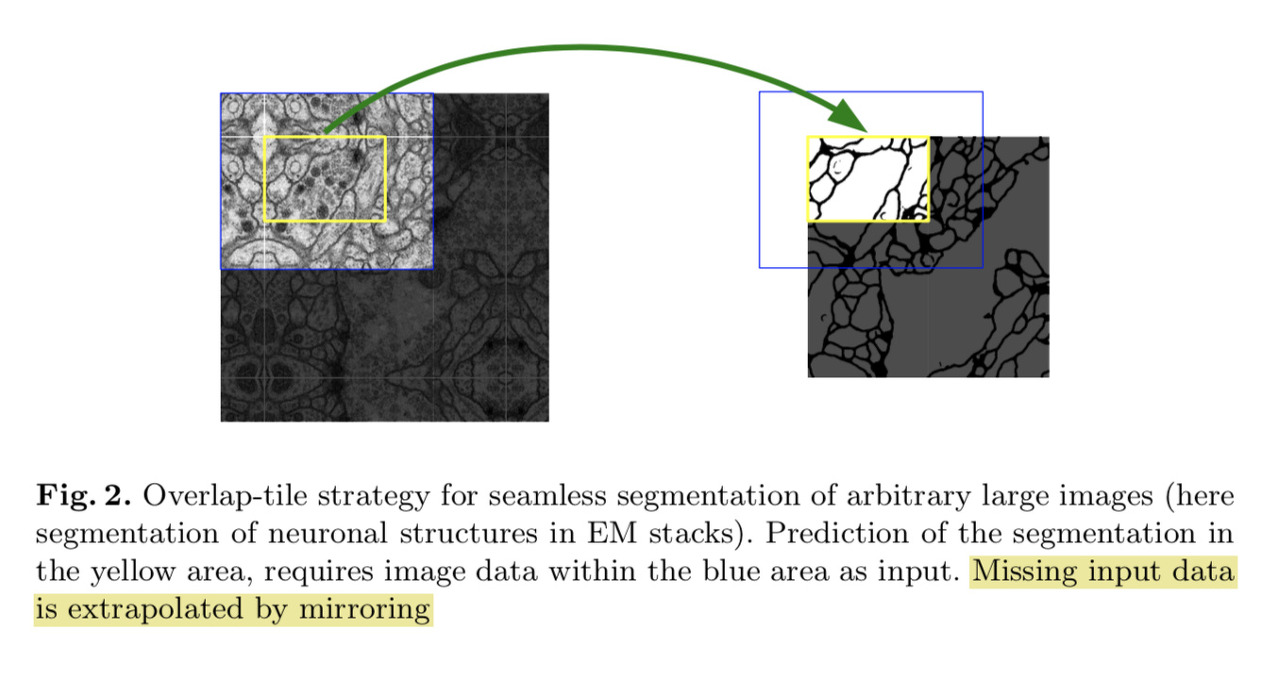 Fig. 2. Overlap-tile strategy for seamless segmentation of arbitrary large images (here
segmentation of neuronal structures in EM stacks). Prediction of the segmentation in
the yellow area, requires image data within the blue area as input. Missing input data
is extrapolated by mirroring